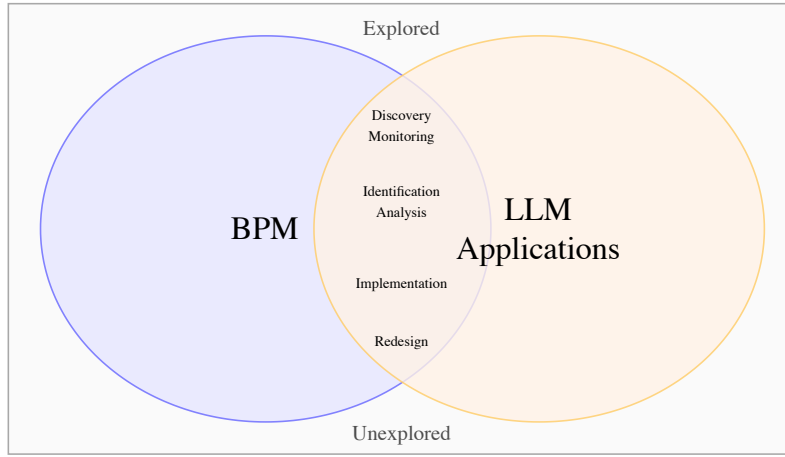 Explored
Discovery
Monitoring
Identification
Analysis
BPM
LLM
Applications
Implementation
Redesign
Unexplored